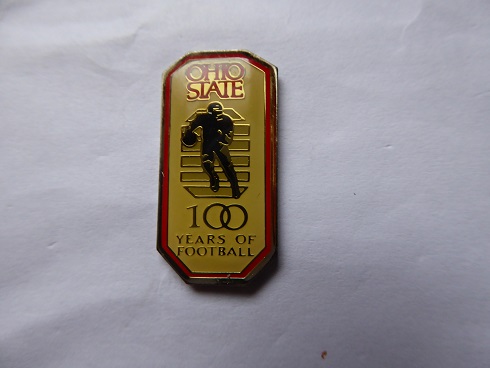 OHIO
STATE
100
YEARS OF
FOOTBALL